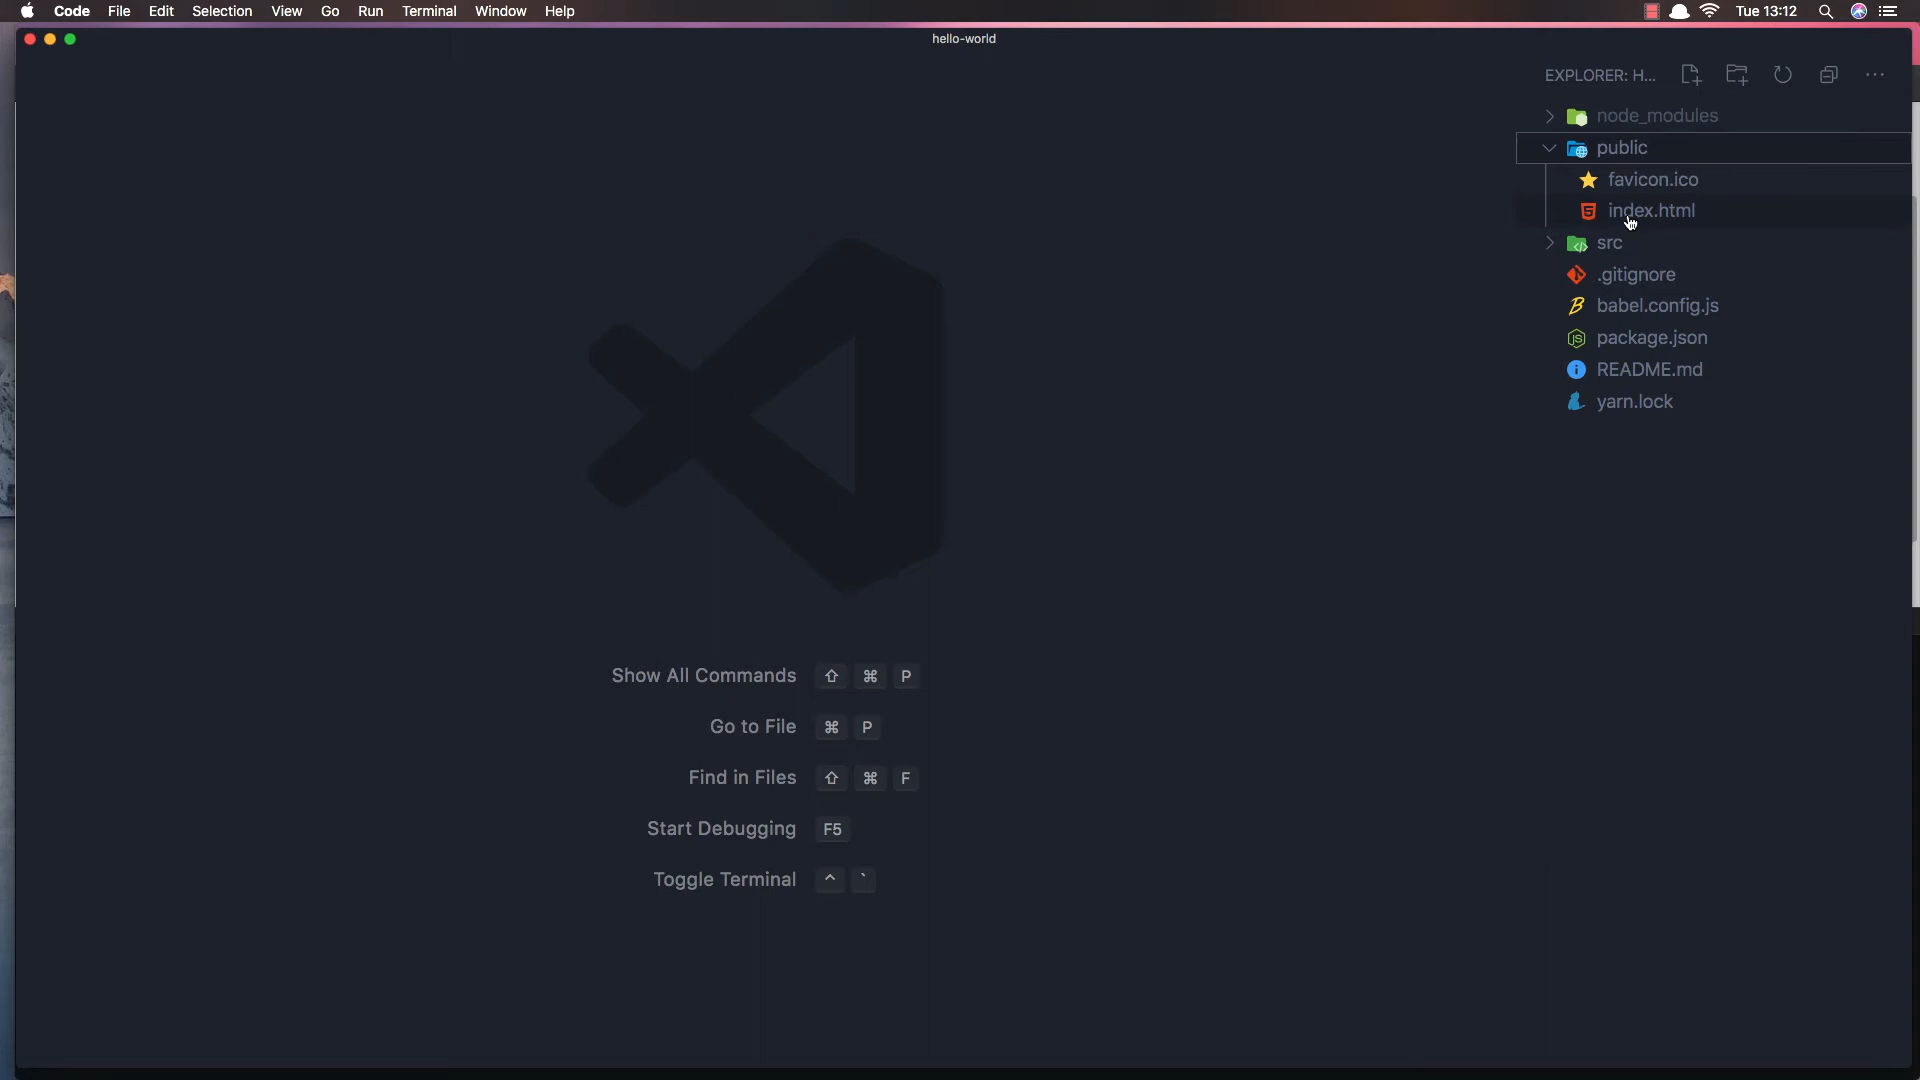 Code File Edit Selection View Go Run Terminal Window Help Tue 13:12
hello-world
EXPLORER: H...
node_modules
public
favicon.ico
index.html
src
.gitignore
babel.config.js
package.json
README.md
yarn.lock
Show All Commands ⇧ ⌘ P
Go to File ⌘ P
Find in Files ⇧ ⌘ F
Start Debugging F5
Toggle Terminal ^ `